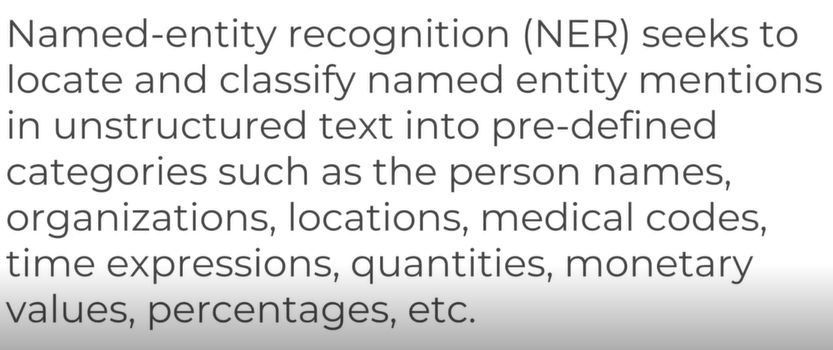 Named-entity recognition (NER) seeks to
locate and classify named entity mentions
in unstructured text into pre-defined
categories such as the person names,
organizations, locations, medical codes,
time expressions, quantities, monetary
values, percentages, etc.